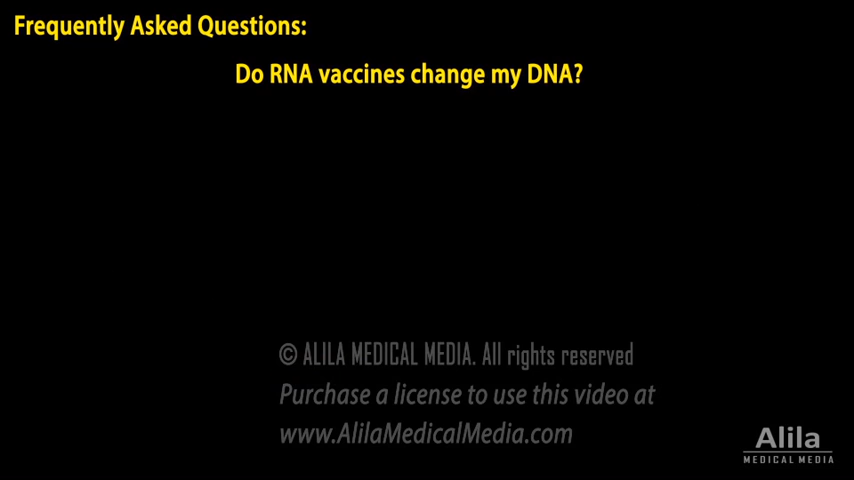 Frequently Asked Questions:
Do RNA vaccines change my DNA?
© ALILA MEDICAL MEDIA. All rights reserved
Purchase a license to use this video at
www.AlilaMedicalMedia.com
Alila
MEDICAL MEDIA